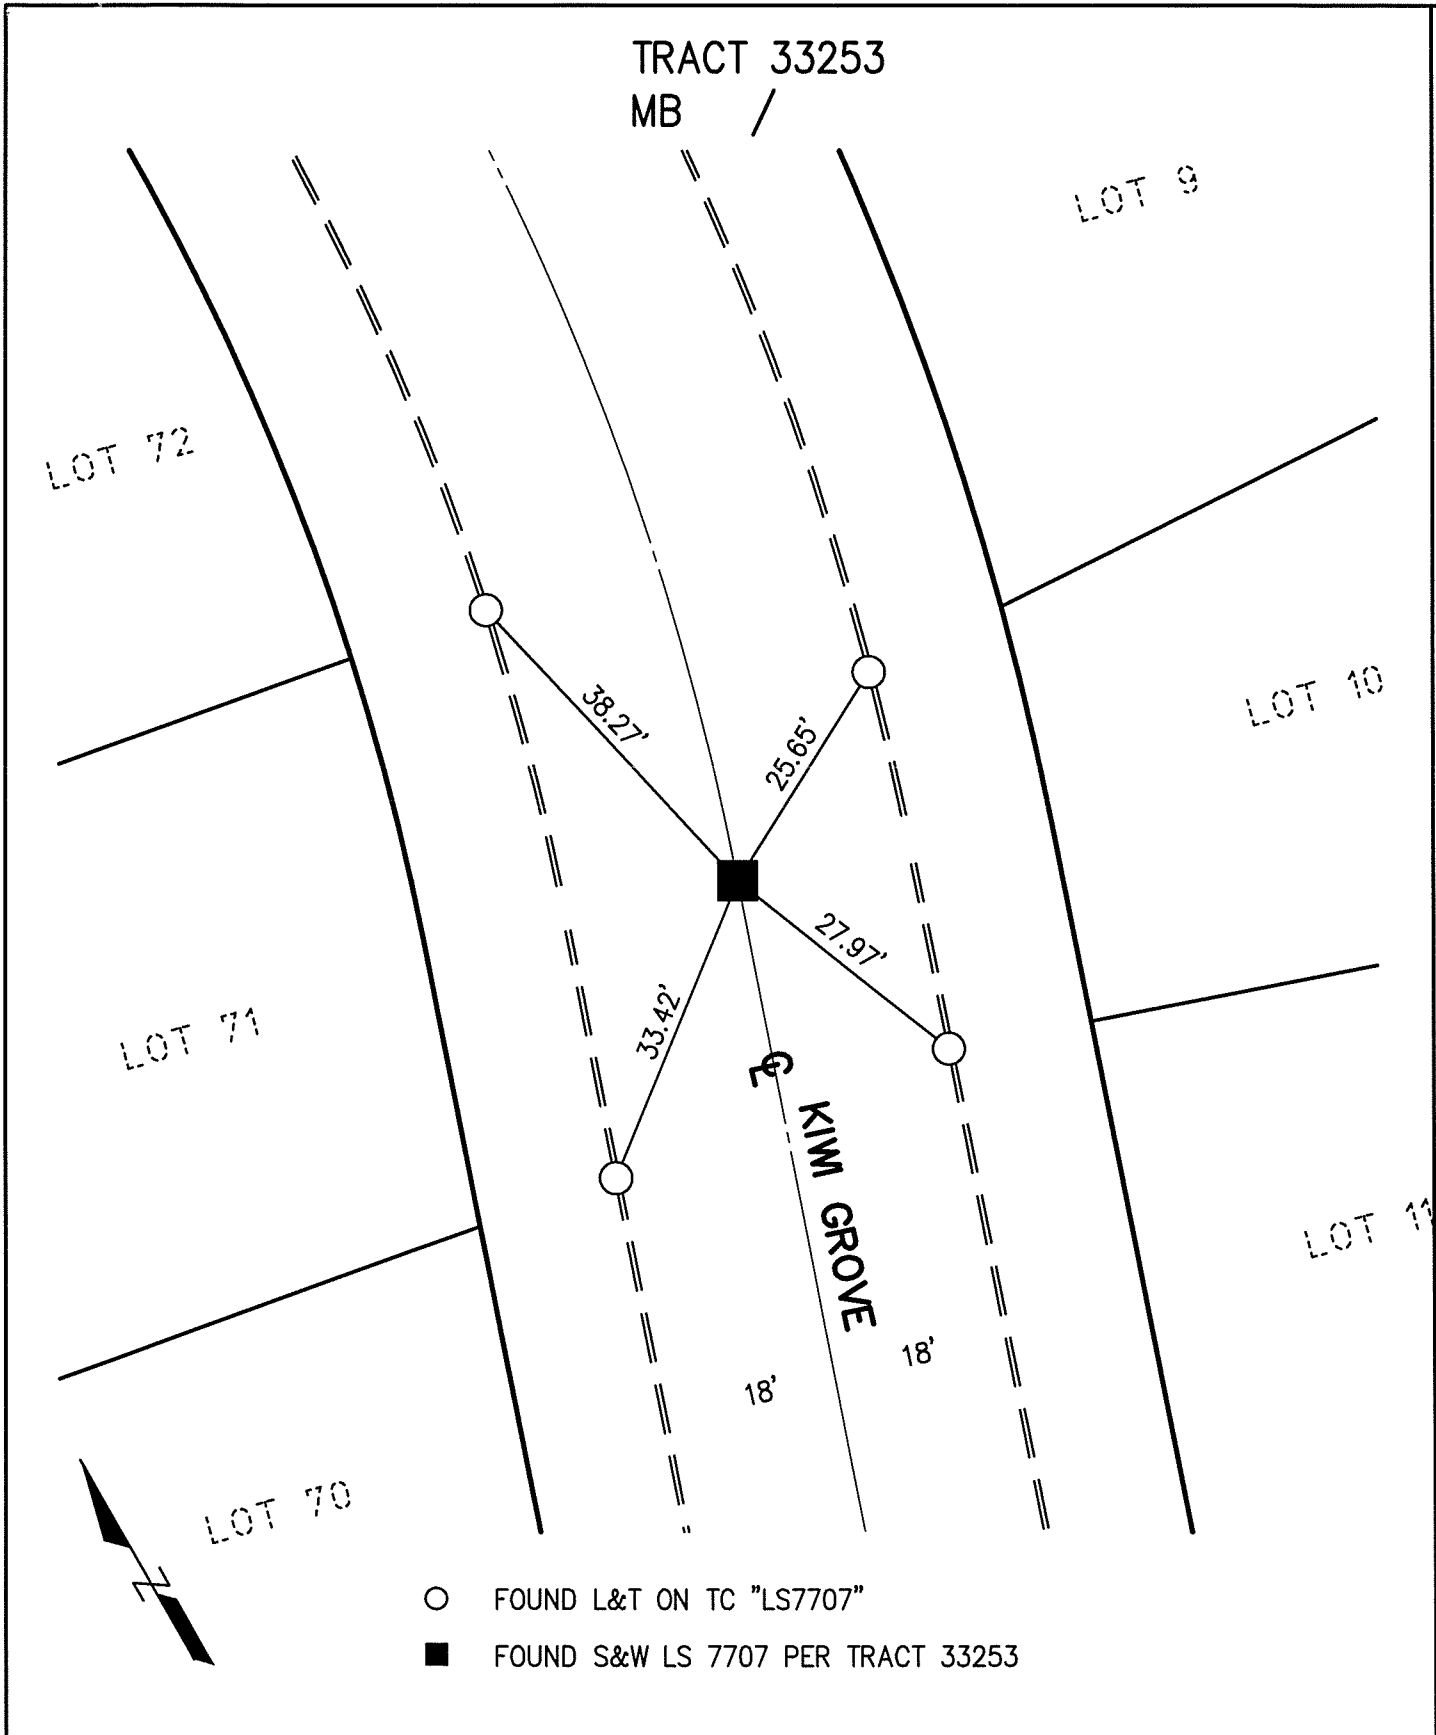 TRACT 33253
MB
LOT 9
LOT 72
LOT 10
38.27'
25.65'
27.97'
33.42'
LOT 71
℄ KIWI GROVE
LOT 11
18'
18'
LOT 70
N
FOUND L&T ON TC "LS7707"
FOUND S&W LS 7707 PER TRACT 33253